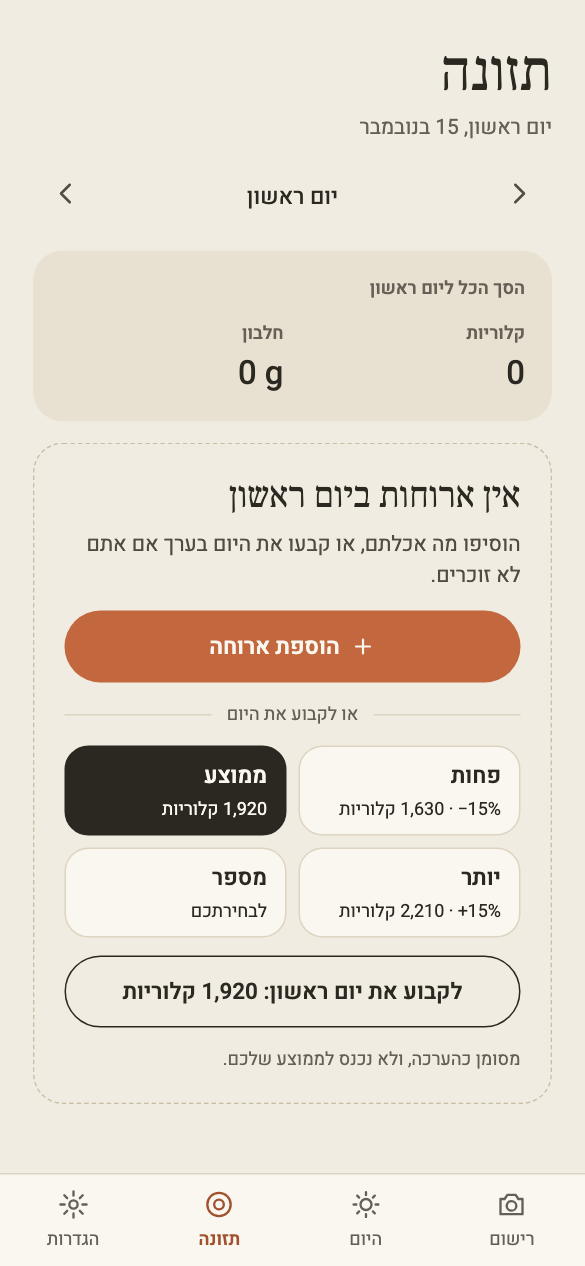 תזונה
יום ראשון, 15 בנובמבר
יום ראשון
הסך הכל ליום ראשון
קלוריות
חלבון
0
0 g
אין ארוחות ביום ראשון
הוסיפו מה אכלתם, או קבעו את היום בערך אם אתם
לא זוכרים.
+ הוספת ארוחה
או לקבוע את היום
פחות
‎−15% · 1,630 קלוריות
ממוצע
1,920 קלוריות
יותר
‎+15% · 2,210 קלוריות
מספר
לבחירתכם
לקבוע את יום ראשון: 1,920 קלוריות
מסומן כהערכה, ולא נכנס לממוצע שלכם.
רישום
היום
תזונה
הגדרות